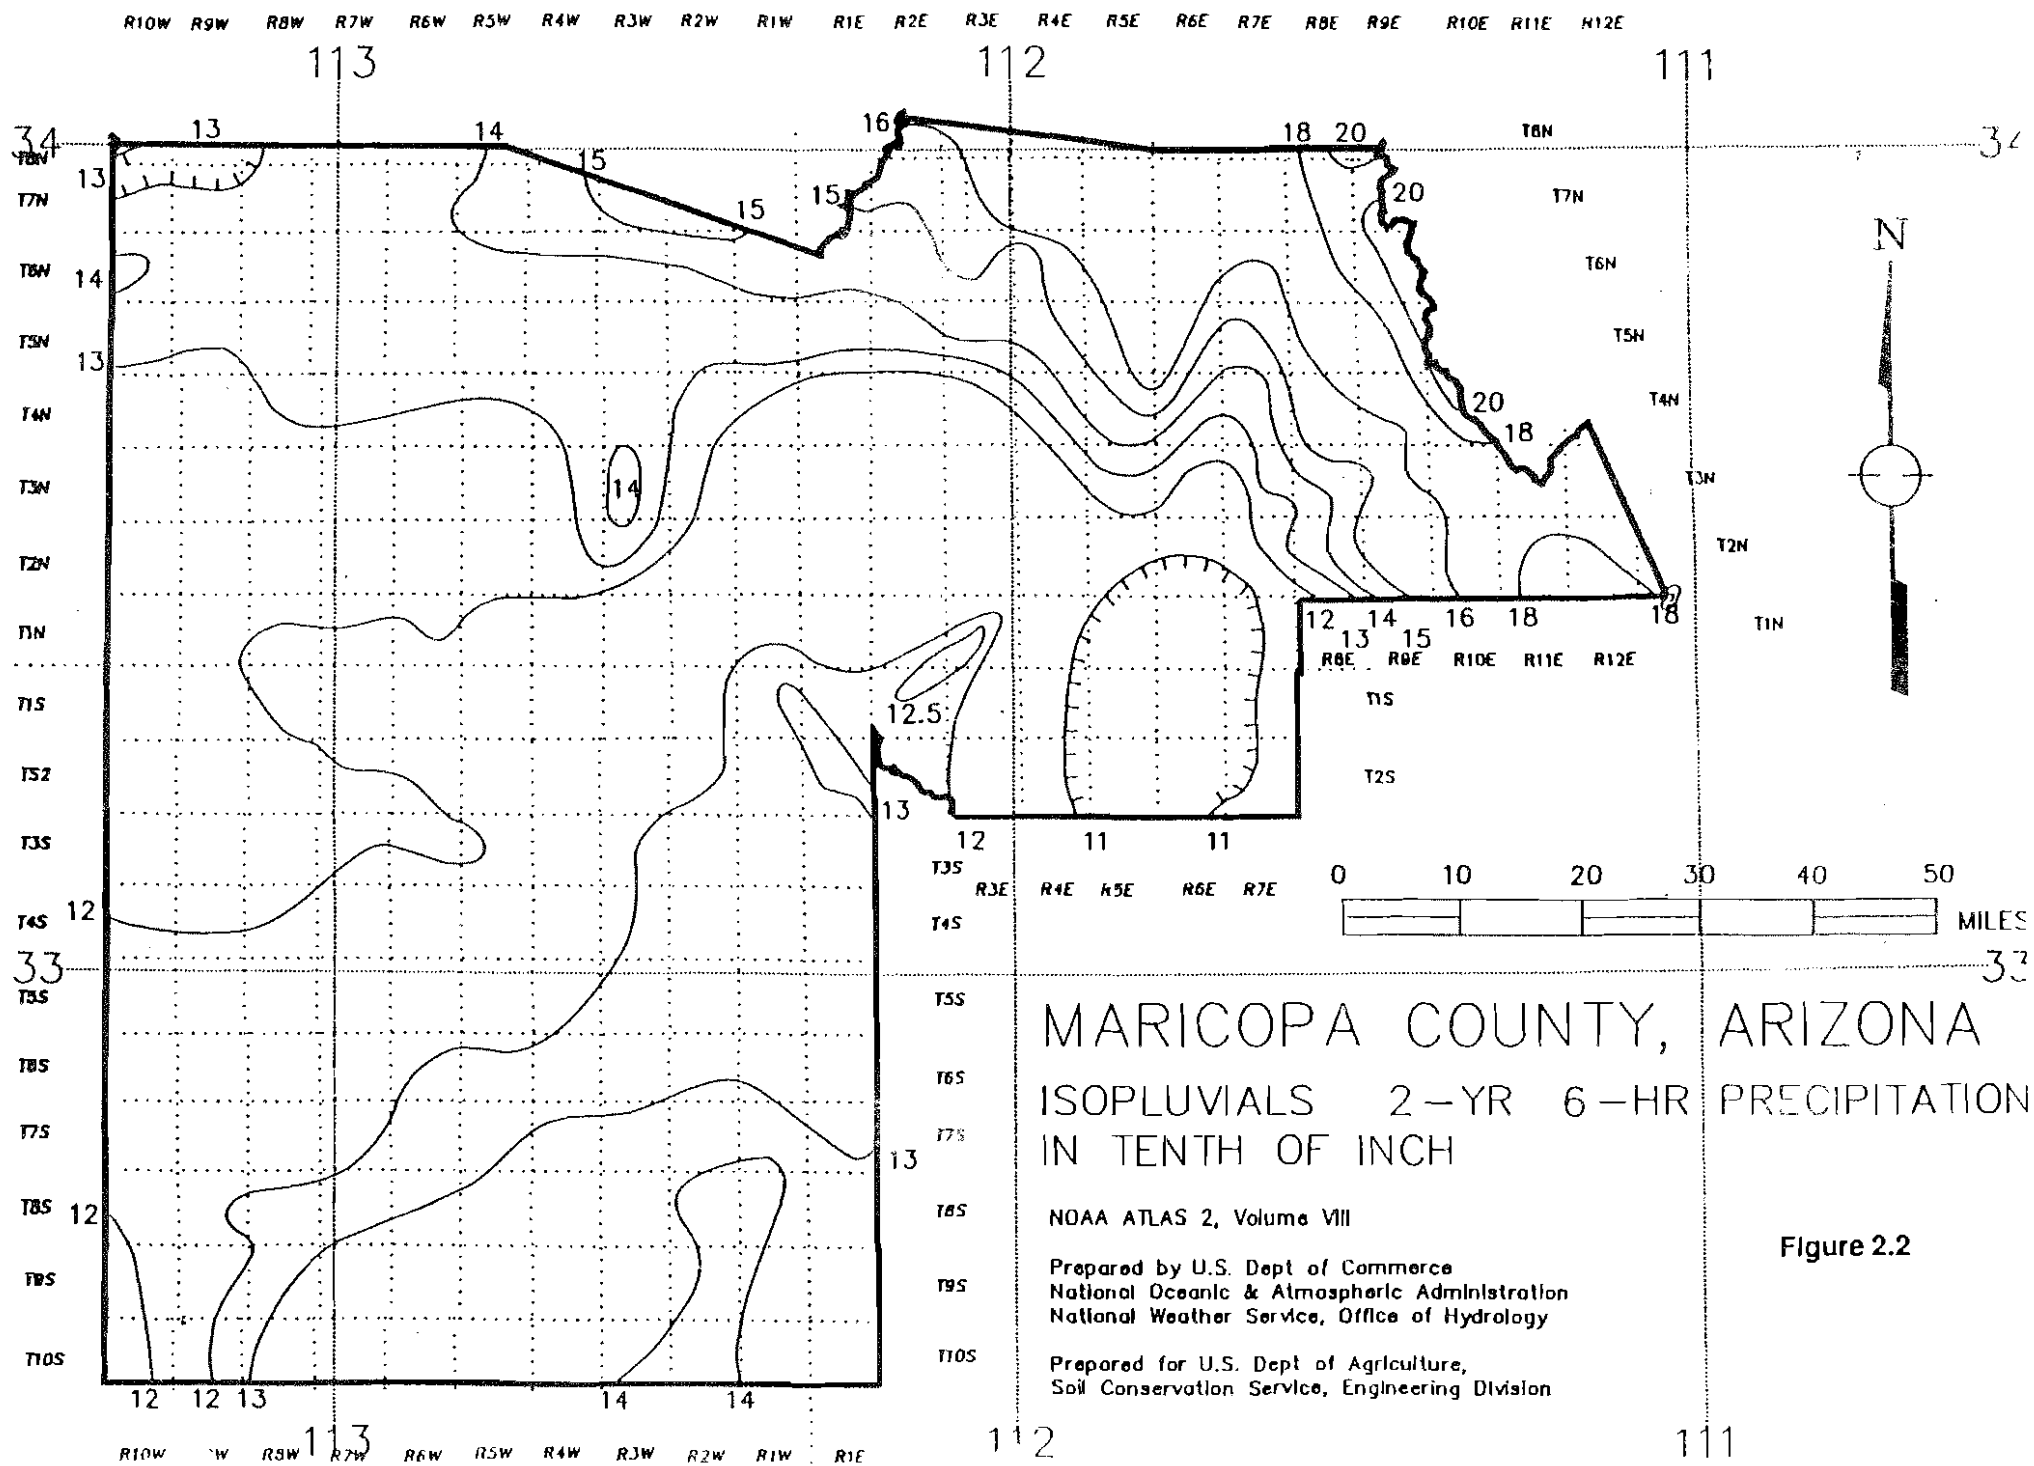 R10W R9W R8W R7W R6W R5W R4W R3W R2W R1W R1E R2E R3E R4E R5E R6E R7E R8E R9E R10E R11E R12E
113 112 111
34 13 14 15 16 18 20 T8N 34
T8N
13
T7N 15 15 20 T7N
N
T6N 14 T6N
T5N 13 T5N
T4N 20 18 T4N
T3N 14 T3N
T2N T2N
T1N 12 13 14 15 16 18 18 T1N
R8E R9E R10E R11E R12E
T1S 12.5 T1S
TS2 T2S
13
T3S 12 11 11
T3S R3E R4E R5E R6E R7E
0 10 20 30 40 50
MILES
12 T4S T4S
33 33
T5S T5S
MARICOPA COUNTY, ARIZONA
T6S T6S
ISOPLUVIALS 2-YR 6-HR PRECIPITATION
IN TENTH OF INCH
T7S T7S
13
T8S 12 T8S
NOAA ATLAS 2, Volume VIII
Figure 2.2
T9S T9S
Prepared by U.S. Dept of Commerce
National Oceanic & Atmospheric Administration
National Weather Service, Office of Hydrology
T10S T10S
Prepared for U.S. Dept of Agriculture,
Soil Conservation Service, Engineering Division
12 12 13 14 14
113 112 111
R10W W R8W R7W R6W R5W R4W R3W R2W R1W R1E